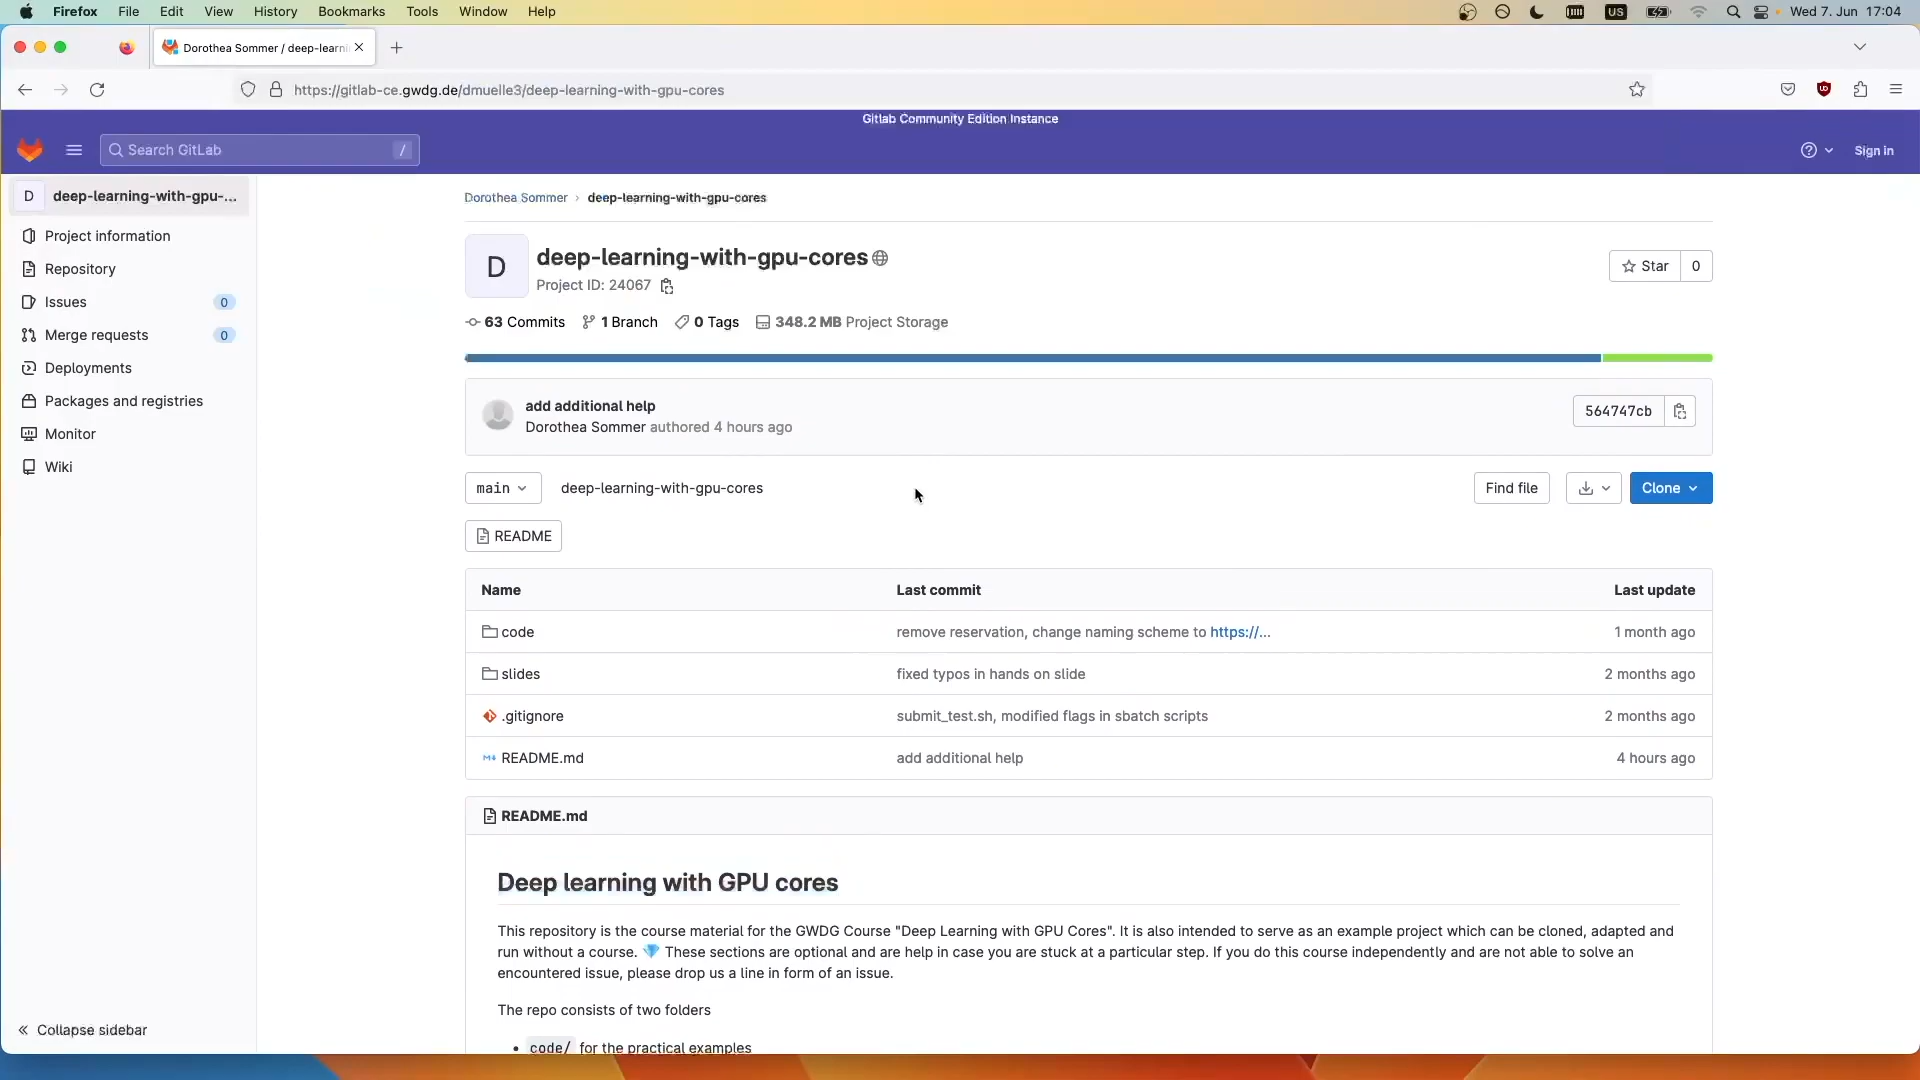 Firefox File Edit View History Bookmarks Tools Window Help US Wed 7. Jun 17:04
Dorothea Sommer / deep-learni
https://gitlab-ce.gwdg.de/dmuelle3/deep-learning-with-gpu-cores
Gitlab Community Edition Instance
Search GitLab / Sign in
D deep-learning-with-gpu-...
Project information
Repository
Issues 0
Merge requests 0
Deployments
Packages and registries
Monitor
Wiki
Collapse sidebar
Dorothea Sommer › deep-learning-with-gpu-cores
D deep-learning-with-gpu-cores
Project ID: 24067
Star 0
63 Commits 1 Branch 0 Tags 348.2 MB Project Storage
add additional help
Dorothea Sommer authored 4 hours ago
564747cb
main deep-learning-with-gpu-cores Find file Clone
README
Name Last commit Last update
code remove reservation, change naming scheme to https://... 1 month ago
slides fixed typos in hands on slide 2 months ago
.gitignore submit_test.sh, modified flags in sbatch scripts 2 months ago
README.md add additional help 4 hours ago
README.md
Deep learning with GPU cores
This repository is the course material for the GWDG Course "Deep Learning with GPU Cores". It is also intended to serve as an example project which can be cloned, adapted and
run without a course. 💎 These sections are optional and are help in case you are stuck at a particular step. If you do this course independently and are not able to solve an
encountered issue, please drop us a line in form of an issue.
The repo consists of two folders
• code/ for the practical examples